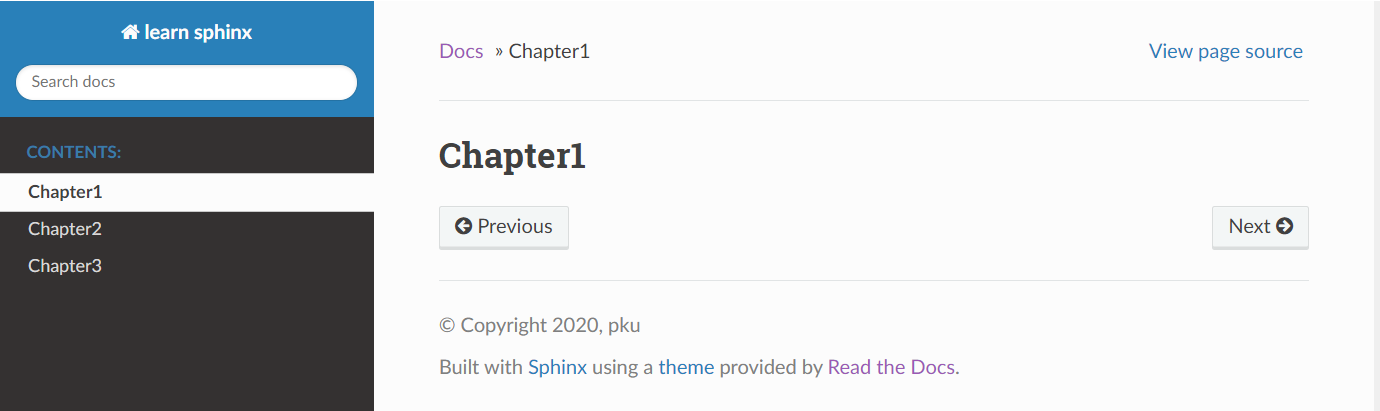 learn sphinx
Search docs
CONTENTS:
Chapter1
Chapter2
Chapter3
Docs » Chapter1
View page source
Chapter1
Previous
Next
© Copyright 2020, pku
Built with Sphinx using a theme provided by Read the Docs.